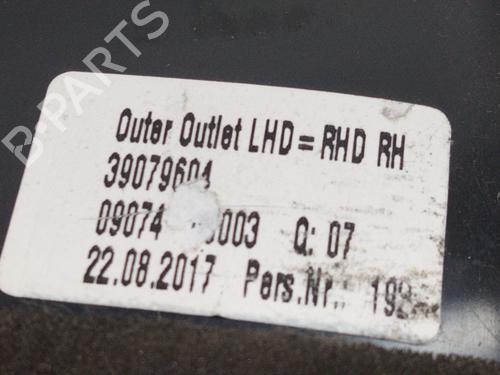 B-PARTS
Outer Outlet LHD = RHD RH
39079604
09074 003 Q: 07
22.08.2017 Pers.Nr.: 192